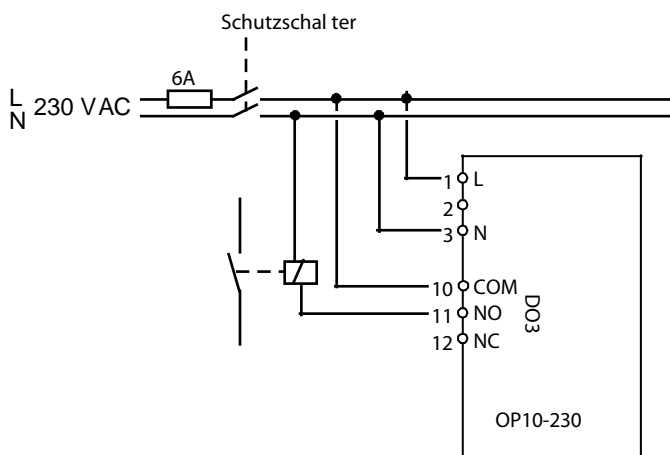 Schutzschal ter
6A
L
N
230 VAC
1 L
2
3 N
10 COM
11 NO
12 NC
DO3
OP10-230